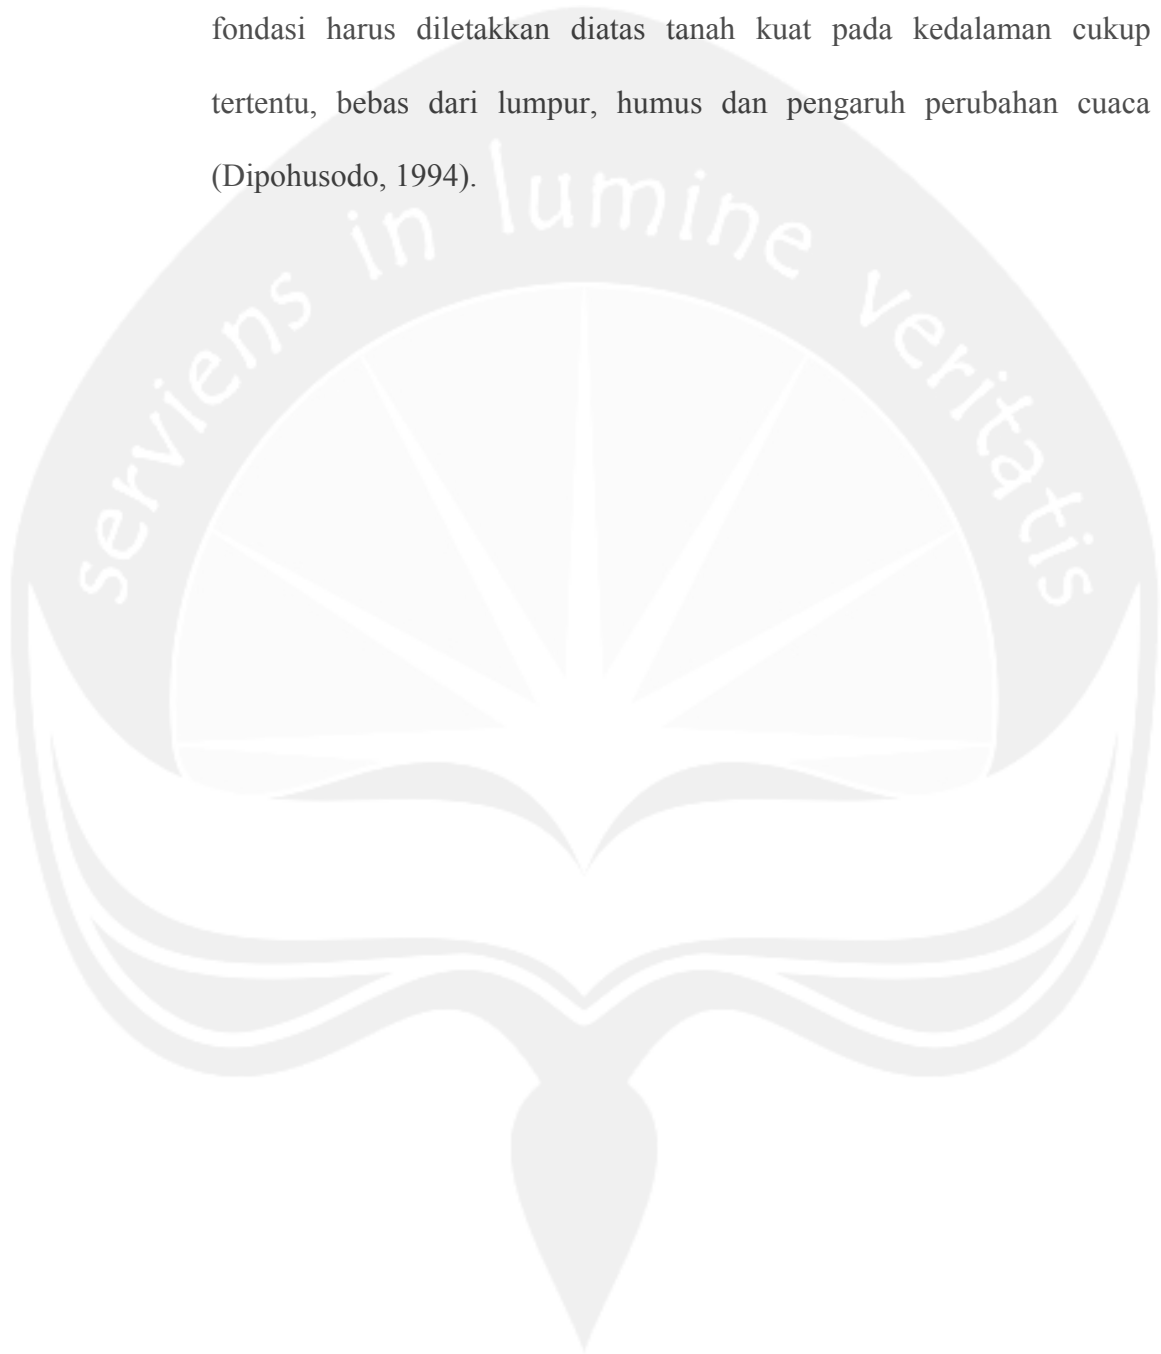 fondasi harus diletakkan diatas tanah kuat pada kedalaman cukup
tertentu, bebas dari lumpur, humus dan pengaruh perubahan cuaca
(Dipohusodo, 1994).
serviens in lumine veritatis